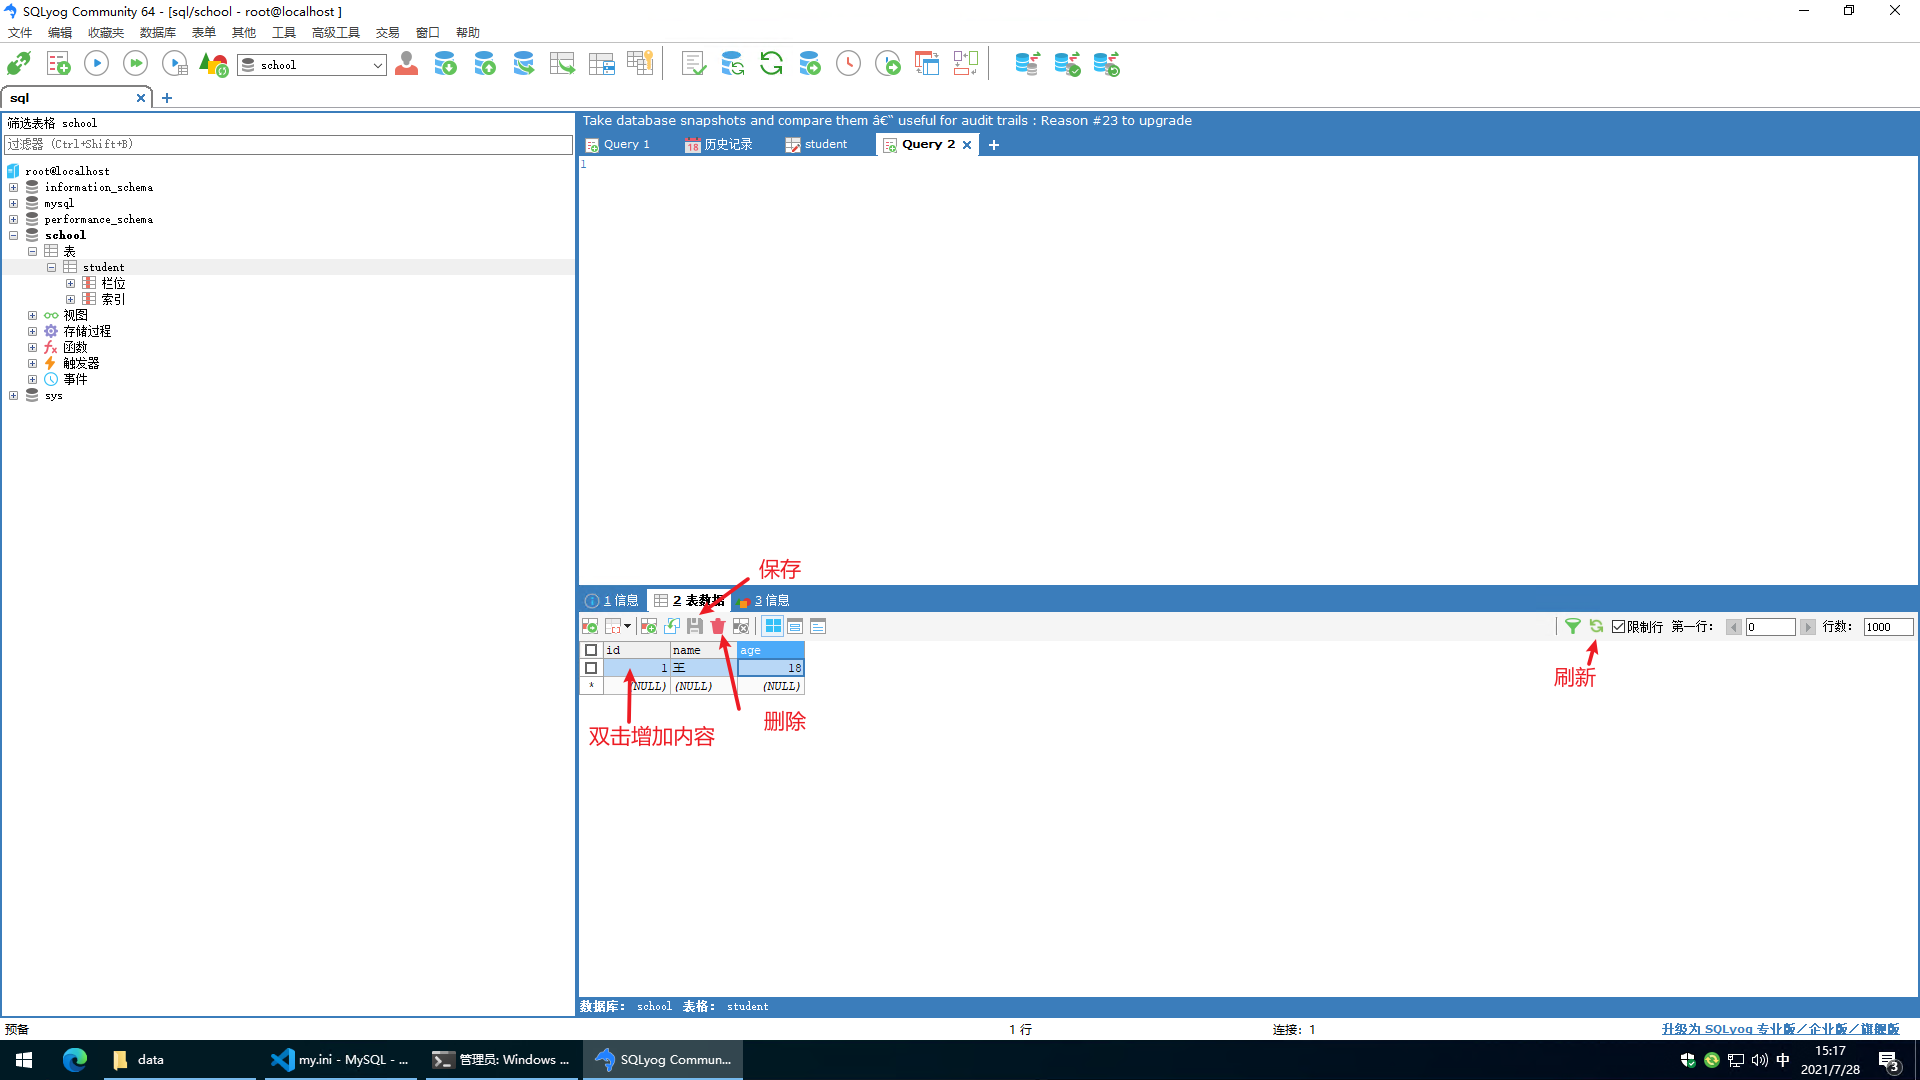 SQLyog Community 64 - [sql/school - root@localhost ]
文件 编辑 收藏夹 数据库 表单 其他 工具 高级工具 交易 窗口 帮助
school
sql
筛选表格 school
过滤器 (Ctrl+Shift+B)
root@localhost
information_schema
mysql
performance_schema
school
表
student
栏位
索引
视图
存储过程
函数
触发器
事件
sys
Take database snapshots and compare them â€“ useful for audit trails : Reason #23 to upgrade
Query 1 18 历史记录 student Query 2
1
保存
1 信息 2 表数据 3 信息
限制行 第一行: 0 行数: 1000
id name age
1 王 18
* (NULL) (NULL) (NULL)
刷新
删除
双击增加内容
数据库: school 表格: student
预备 1 行 连接: 1 升级为 SQLyog 专业版/企业版/旗舰版
data my.ini - MySQL - ... 管理员: Windows ... SQLyog Commun... 中 15:17
2021/7/28 3